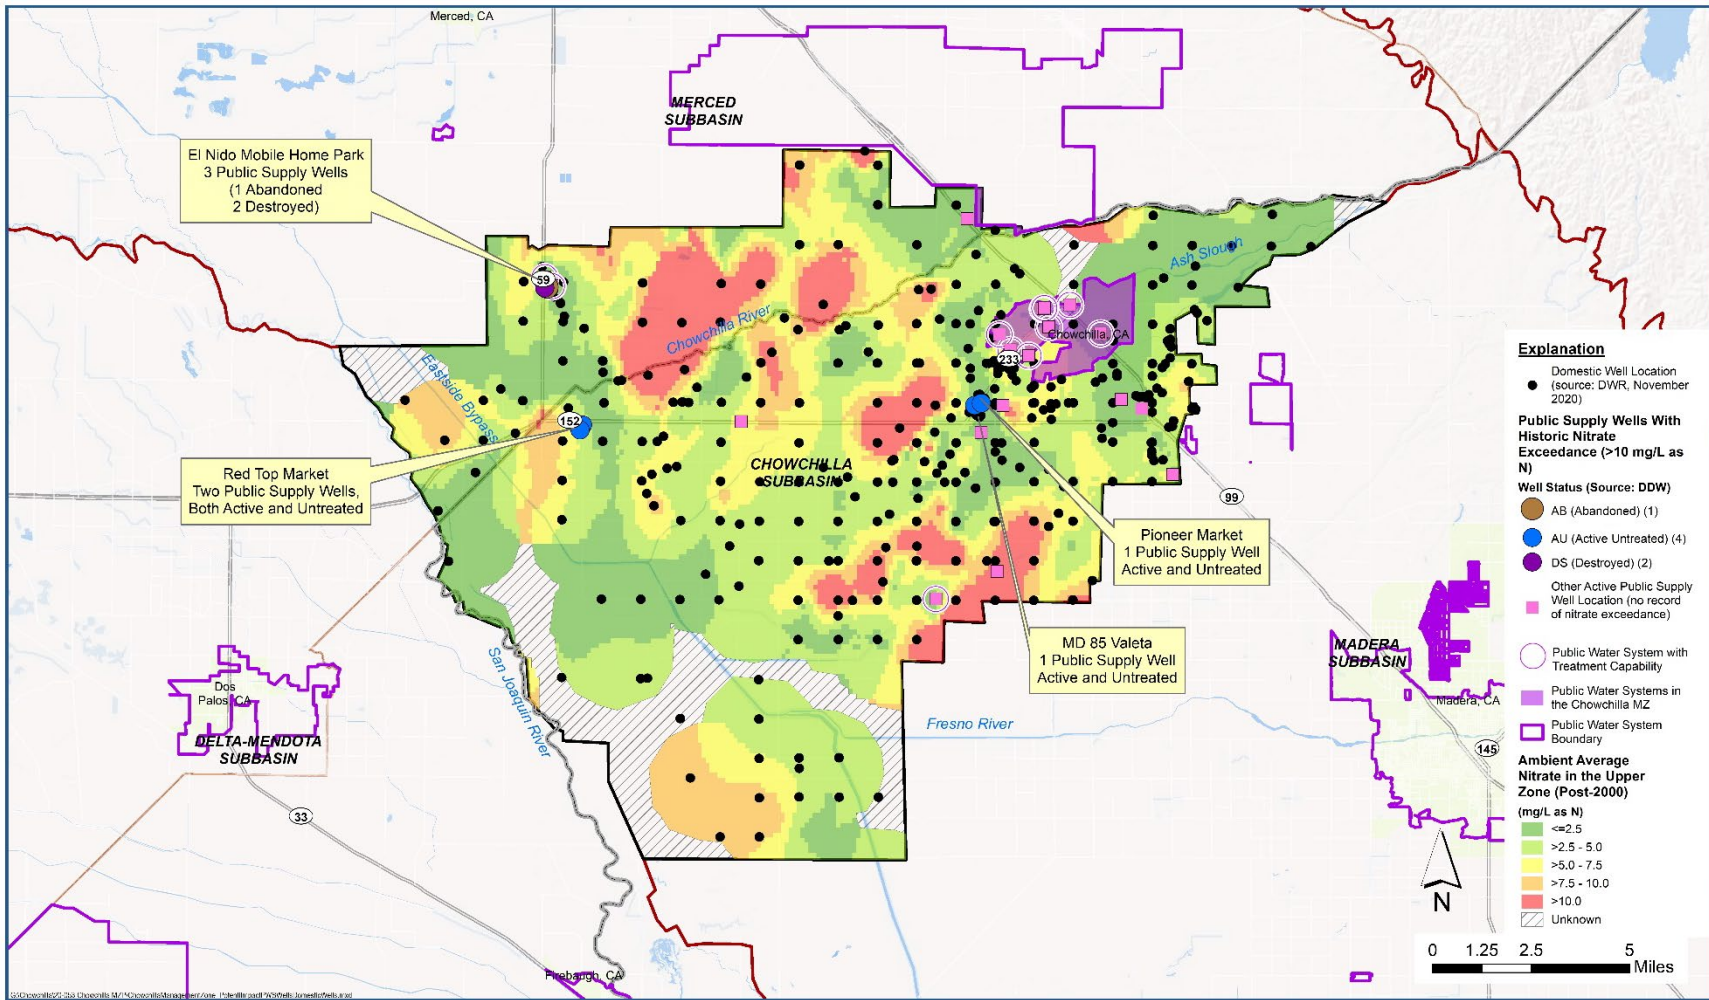 Merced, CA
MERCED
SUBBASIN
El Nido Mobile Home Park
3 Public Supply Wells
(1 Abandoned
2 Destroyed)
59
Ash Slough
Chowchilla River
Chowchilla, CA
233
Eastside Bypass
152
Red Top Market
Two Public Supply Wells,
Both Active and Untreated
CHOWCHILLA
SUBBASIN
99
Pioneer Market
1 Public Supply Well
Active and Untreated
MD 85 Valeta
1 Public Supply Well
Active and Untreated
MADERA
SUBBASIN
Madera, CA
145
Dos
Palos, CA
DELTA-MENDOTA
SUBBASIN
San Joaquin River
Fresno River
33
Firebaugh, CA
Explanation
Domestic Well Location
(source: DWR, November
2020)
Public Supply Wells With
Historic Nitrate
Exceedance (>10 mg/L as
N)
Well Status (Source: DDW)
AB (Abandoned) (1)
AU (Active Untreated) (4)
DS (Destroyed) (2)
Other Active Public Supply
Well Location (no record
of nitrate exceedance)
Public Water System with
Treatment Capability
Public Water Systems in
the Chowchilla MZ
Public Water System
Boundary
Ambient Average
Nitrate in the Upper
Zone (Post-2000)
(mg/L as N)
<=2.5
>2.5 - 5.0
>5.0 - 7.5
>7.5 - 10.0
>10.0
Unknown
N
0 1.25 2.5 5
Miles